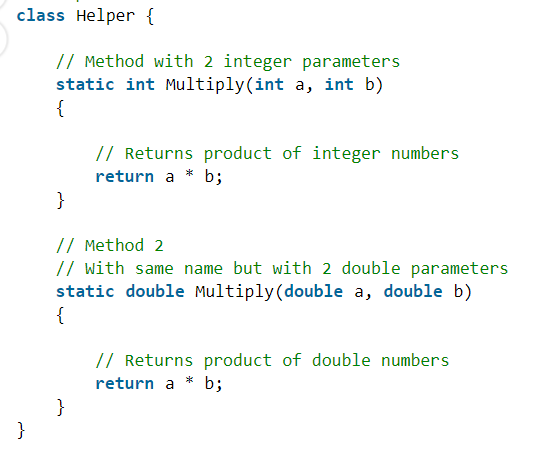 class Helper {
// Method with 2 integer parameters
static int Multiply(int a, int b)
{
// Returns product of integer numbers
return a * b;
}
// Method 2
// With same name but with 2 double parameters
static double Multiply(double a, double b)
{
// Returns product of double numbers
return a * b;
}
}